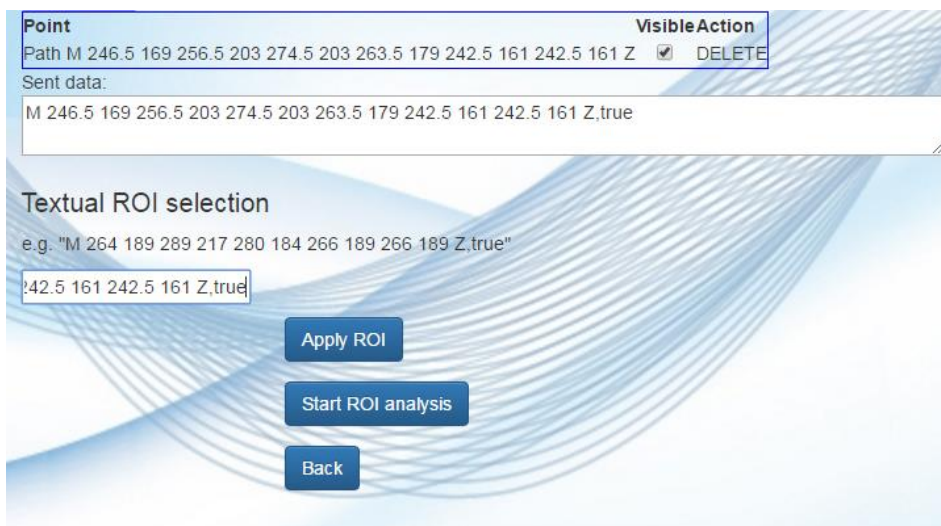 Point Visible Action
Path M 246.5 169 256.5 203 274.5 203 263.5 179 242.5 161 242.5 161 Z DELETE
Sent data:
M 246.5 169 256.5 203 274.5 203 263.5 179 242.5 161 242.5 161 Z,true
Textual ROI selection
e.g. "M 264 189 289 217 280 184 266 189 266 189 Z,true"
242.5 161 242.5 161 Z,true
Apply ROI
Start ROI analysis
Back